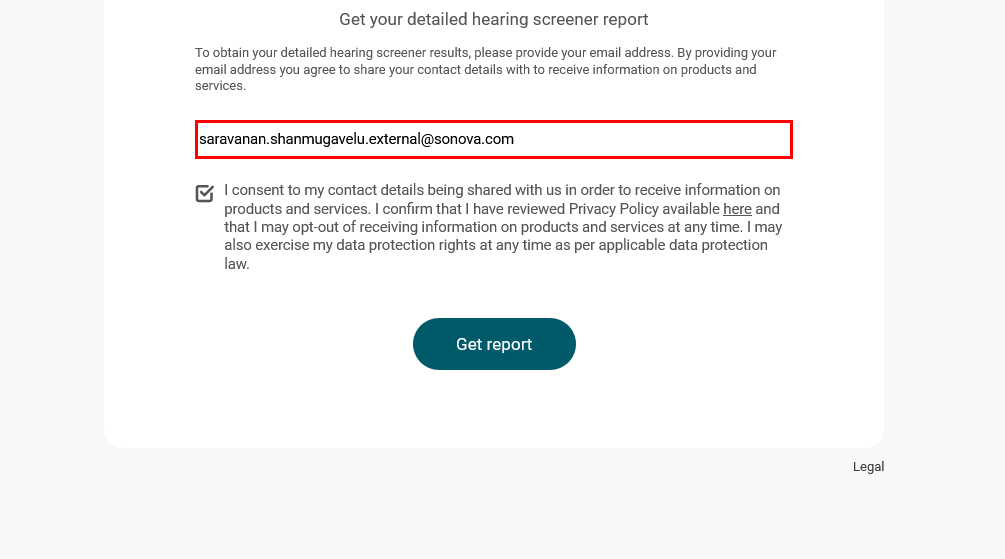 Get your detailed hearing screener report
To obtain your detailed hearing screener results, please provide your email address. By providing your
email address you agree to share your contact details with to receive information on products and
services.
saravanan.shanmugavelu.external@sonova.com
I consent to my contact details being shared with us in order to receive information on
products and services. I confirm that I have reviewed Privacy Policy available here and
that I may opt-out of receiving information on products and services at any time. I may
also exercise my data protection rights at any time as per applicable data protection
law.
Get report
Legal